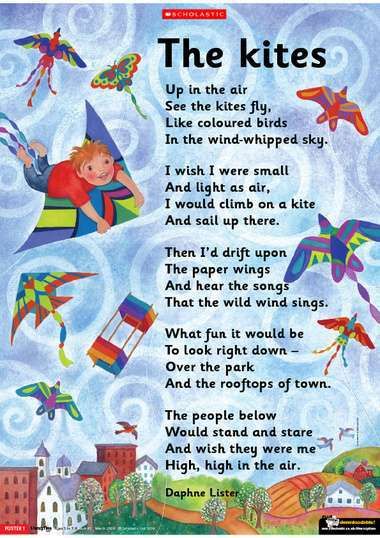 SCHOLASTIC
The kites
Up in the air
See the kites fly,
Like coloured birds
In the wind-whipped sky.
I wish I were small
And light as air,
I would climb on a kite
And sail up there.
Then I'd drift upon
The paper wings
And hear the songs
That the wild wind sings.
What fun it would be
To look right down –
Over the park
And the rooftops of town.
The people below
Would stand and stare
And wish they were me
High, high in the air.
Daphne Lister
POSTER 1